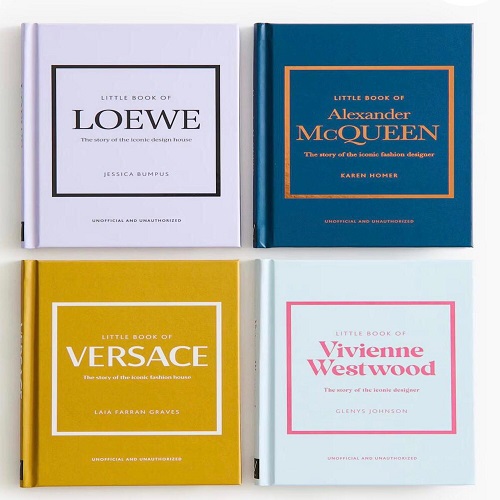 LITTLE BOOK OF
LOEWE
The story of the iconic design house
JESSICA BUMPUS
UNOFFICIAL AND UNAUTHORIZED
LITTLE BOOK OF
Alexander
McQUEEN
The story of the iconic fashion designer
KAREN HOMER
UNOFFICIAL AND UNAUTHORIZED
LITTLE BOOK OF
VERSACE
The story of the iconic fashion house
LAIA FARRAN GRAVES
UNOFFICIAL AND UNAUTHORIZED
LITTLE BOOK OF
Vivienne
Westwood
The story of the iconic designer
GLENYS JOHNSON
UNOFFICIAL AND UNAUTHORIZED